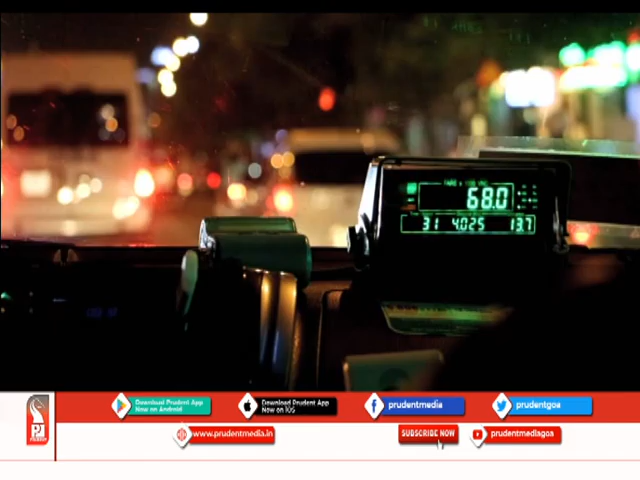 68.0
31 4.025 13.7
Download Prudent App
Now on Android
Download Prudent App
Now on iOS
prudentmedia
prudentgoa
www.prudentmedia.in
SUBSCRIBE NOW
prudentmediagoa